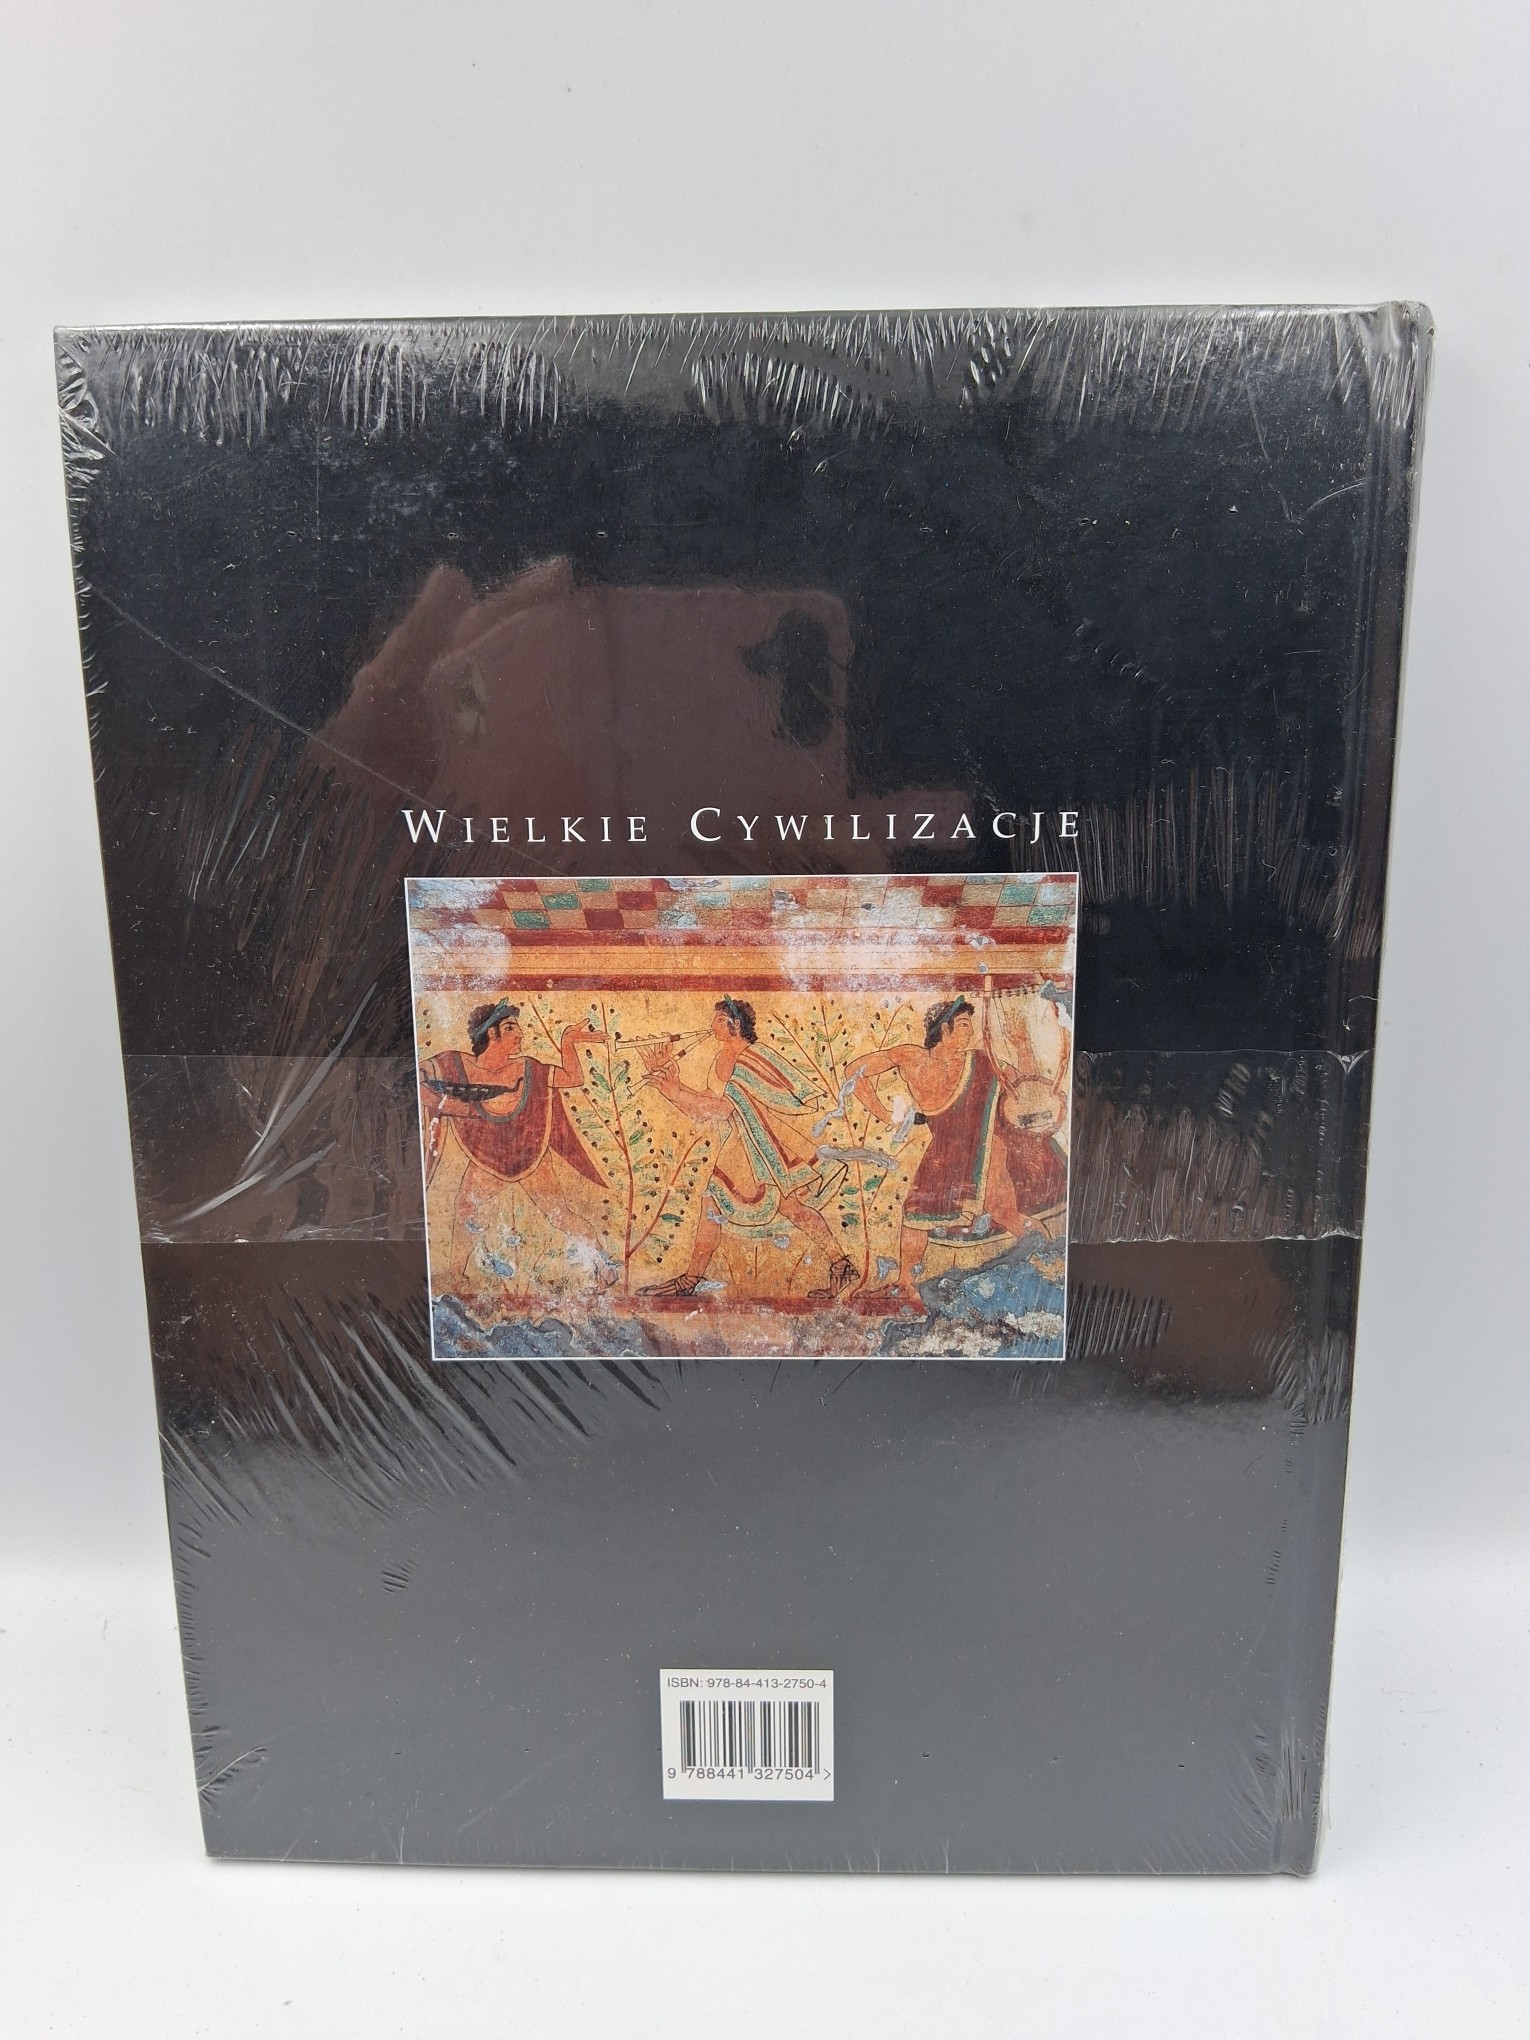 WIELKIE CYWILIZACJE
ISBN: 978-84-413-2750-4
9 788441 327504 >